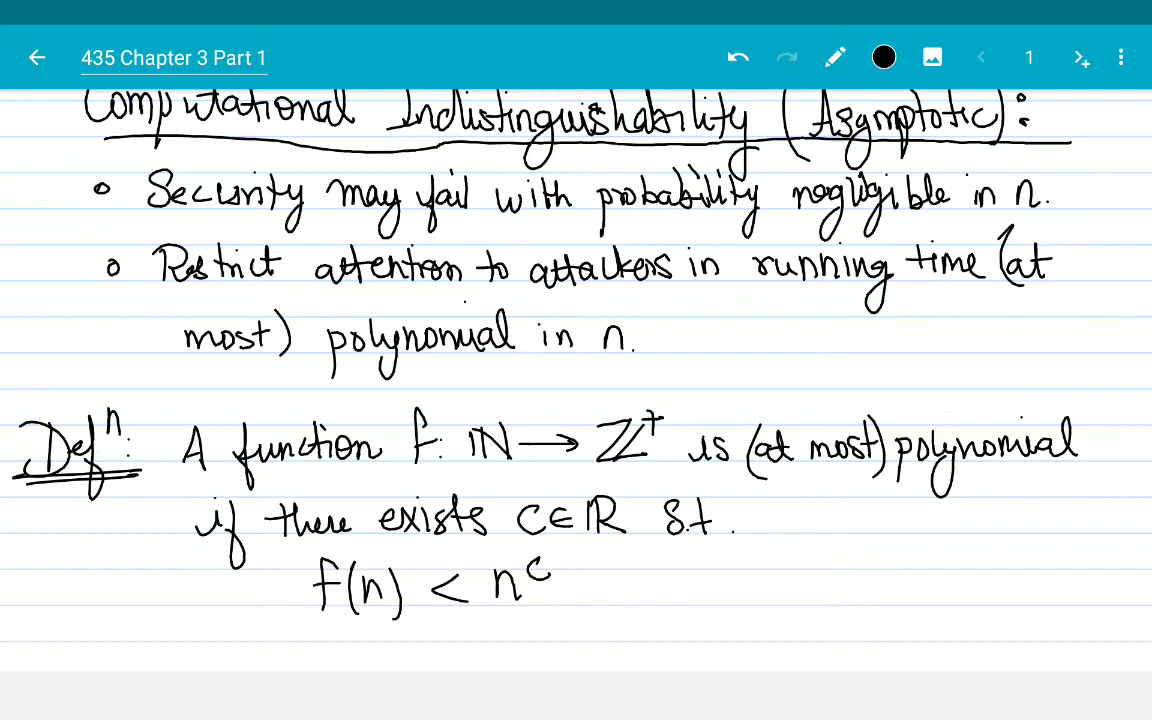 435 Chapter 3 Part 1
1
Computational Indistinguishability (Asymptotic):
• Security may fail with probability negligible in n.
• Restrict attention to attackers in running time (at
most) polynomial in n.
Defⁿ: A function f: ℕ → ℤ⁺ is (at most) polynomial
if there exists c ∈ ℝ s.t.
f(n) < n^c